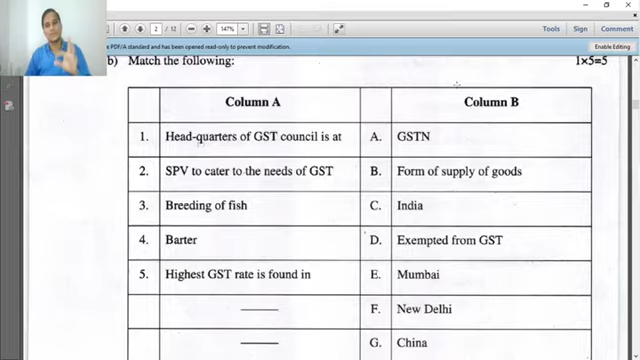 2 / 12
147%
Tools
Sign
Comment
PDF/A standard and has been opened read-only to prevent modification.
Enable Editing
b) Match the following:
1×5=5
Column A
Column B
1. Head-quarters of GST council is at A. GSTN
2. SPV to cater to the needs of GST B. Form of supply of goods
3. Breeding of fish C. India
4. Barter D. Exempted from GST
5. Highest GST rate is found in E. Mumbai
F. New Delhi
G. China